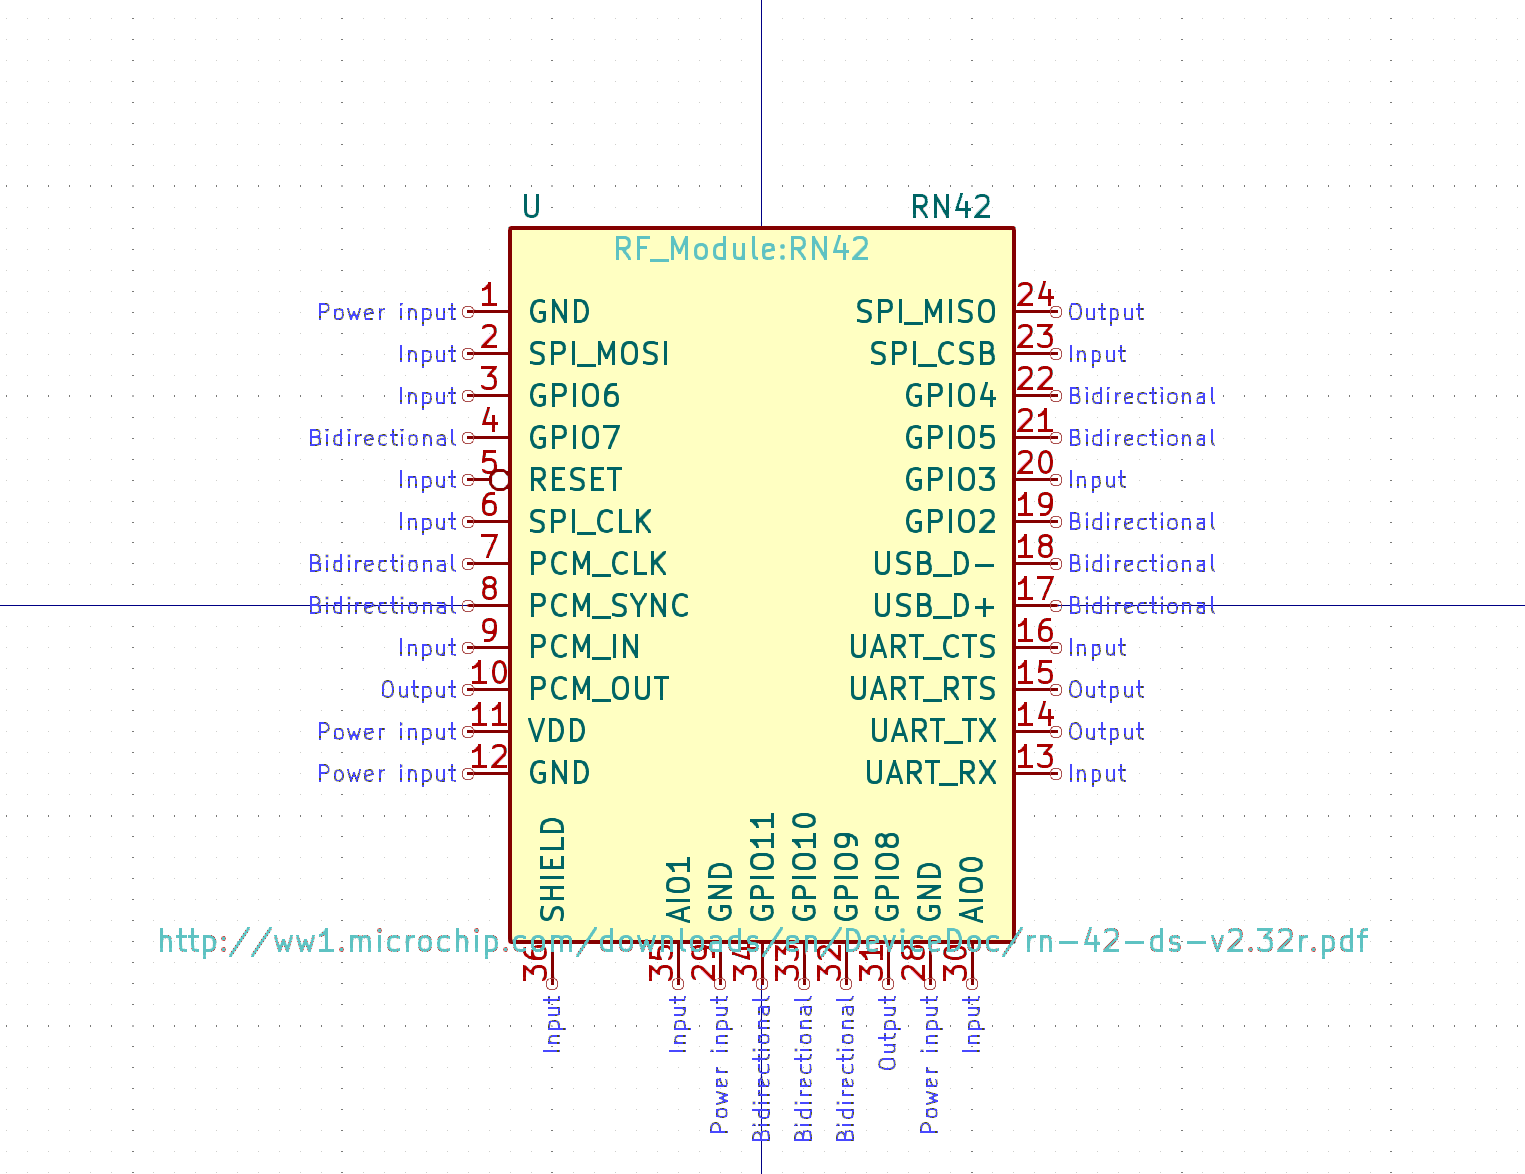 U RN42
RF_Module:RN42
Power input 1 GND SPI_MISO 24 Output
Input 2 SPI_MOSI SPI_CSB 23 Input
Input 3 GPIO6 GPIO4 22 Bidirectional
Bidirectional 4 GPIO7 GPIO5 21 Bidirectional
Input 5 RESET GPIO3 20 Input
Input 6 SPI_CLK GPIO2 19 Bidirectional
Bidirectional 7 PCM_CLK USB_D- 18 Bidirectional
Bidirectional 8 PCM_SYNC USB_D+ 17 Bidirectional
Input 9 PCM_IN UART_CTS 16 Input
Output 10 PCM_OUT UART_RTS 15 Output
Power input 11 VDD UART_TX 14 Output
Power input 12 GND UART_RX 13 Input
SHIELD AIO1 GND GPIO11 GPIO10 GPIO9 GPIO8 GND AIO0
http://ww1.microchip.com/downloads/en/DeviceDoc/rn-42-ds-v2.32r.pdf
36 35 29 34 33 32 31 28 30
Input Input Power input Bidirectional Bidirectional Bidirectional Output Power input Input